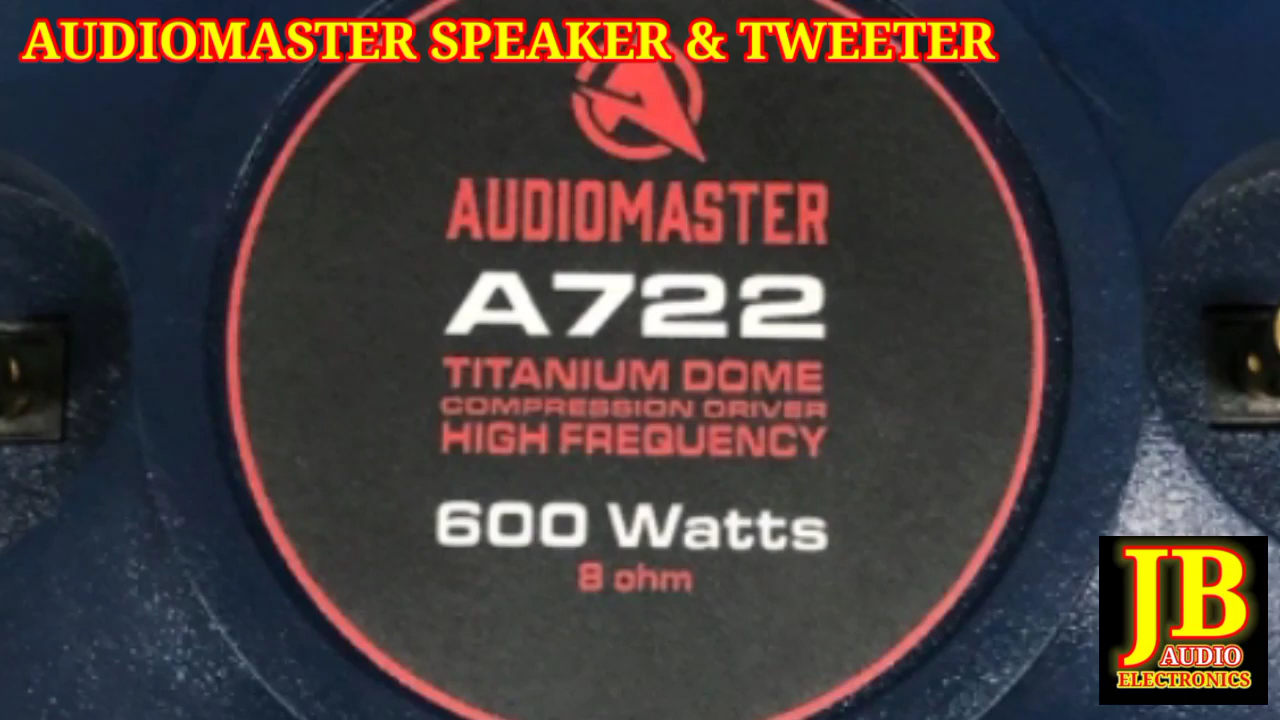 AUDIOMASTER SPEAKER & TWEETER
AUDIOMASTER
A722
TITANIUM DOME
COMPRESSION DRIVER
HIGH FREQUENCY
600 Watts
8 ohm
JB
AUDIO
ELECTRONICS